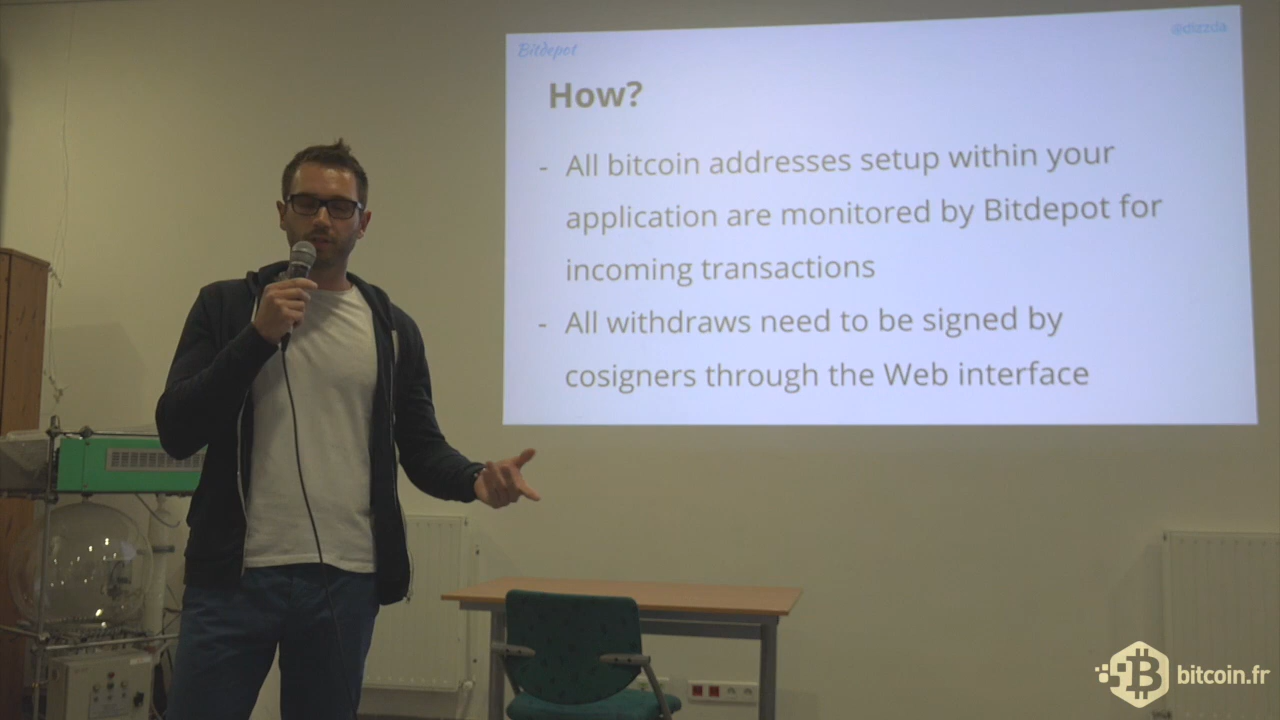 Bitdepot
@dizzda
How?
- All bitcoin addresses setup within your
application are monitored by Bitdepot for
incoming transactions
- All withdraws need to be signed by
cosigners through the Web interface
bitcoin.fr